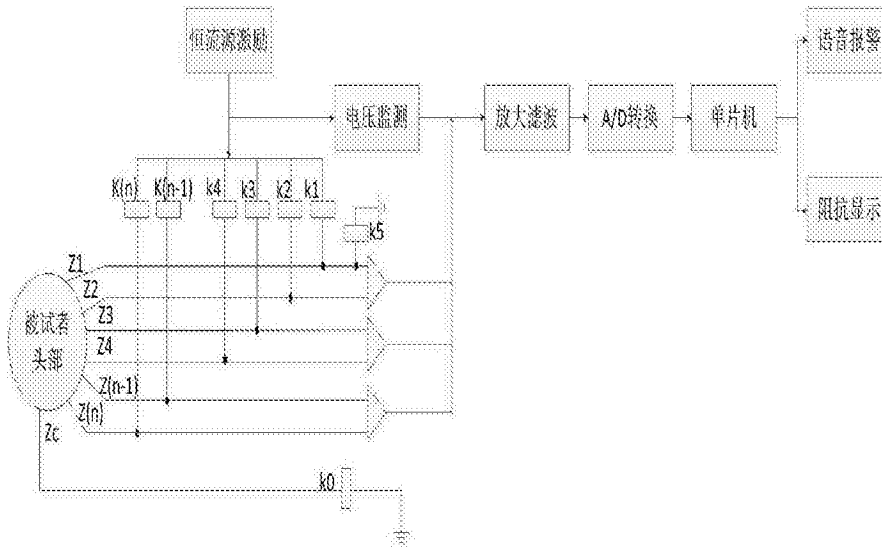 恒流源激励
语音报警
电压监测
放大滤波
A/D转换
单片机
阻抗显示
K(n)
K(n-1)
k4
k3
k2
k1
k5
Z1
Z2
Z3
Z4
Z(n-1)
Z(n)
Zc
被试者
头部
k0